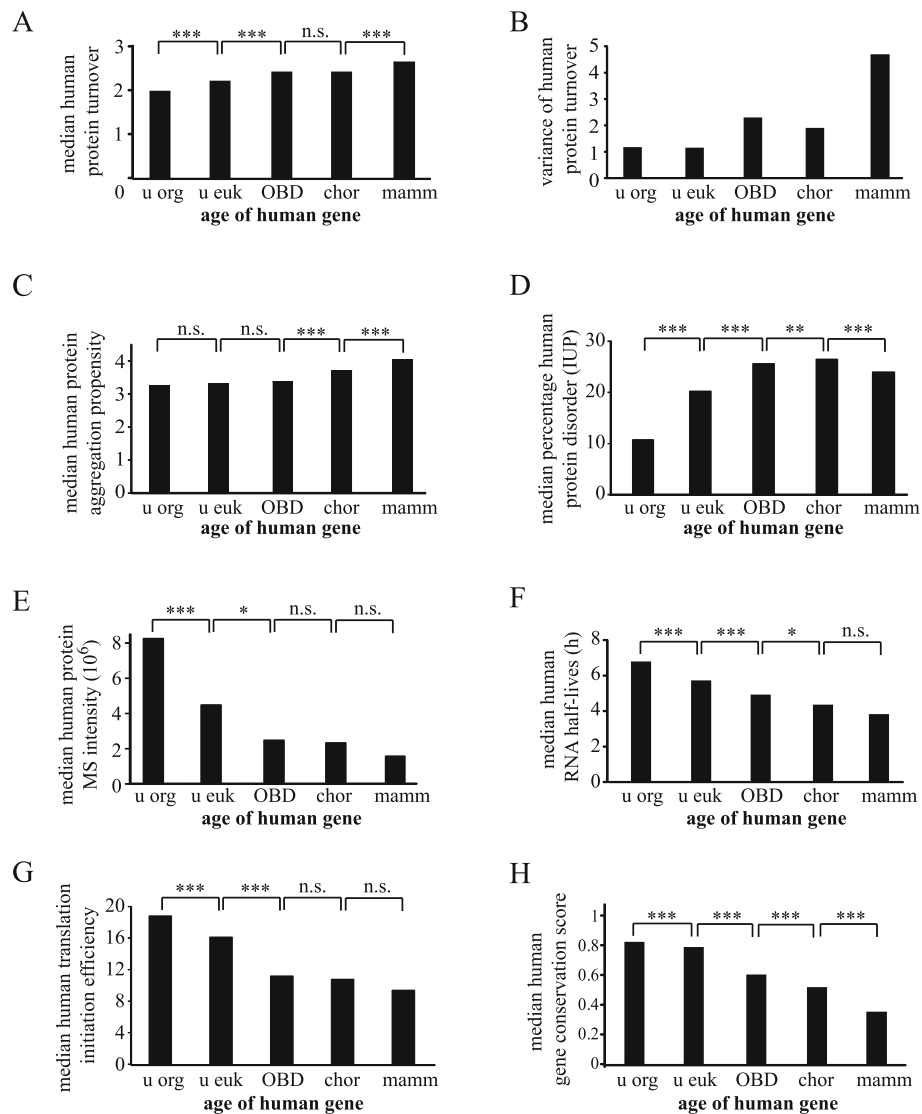 A
*** *** n.s. ***
median human
protein turnover
3
2
1
0
u org u euk OBD chor mamm
age of human gene
B
variance of human
protein turnover
5
4
3
2
1
0
u org u euk OBD chor mamm
age of human gene
C
n.s. n.s. *** ***
median human protein
aggregation propensity
4
3
2
1
0
u org u euk OBD chor mamm
age of human gene
D
*** *** ** ***
median percentage human
protein disorder (IUP)
30
20
10
0
u org u euk OBD chor mamm
age of human gene
E
*** * n.s. n.s.
median human protein
MS intensity (10⁶)
8
6
4
2
0
u org u euk OBD chor mamm
age of human gene
F
*** *** * n.s.
median human
RNA half-lives (h)
8
6
4
2
0
u org u euk OBD chor mamm
age of human gene
G
*** *** n.s. n.s.
median human translation
initiation efficiency
20
16
12
8
4
0
u org u euk OBD chor mamm
age of human gene
H
*** *** *** ***
median human
gene conservation score
1
0.8
0.6
0.4
0.2
0
u org u euk OBD chor mamm
age of human gene